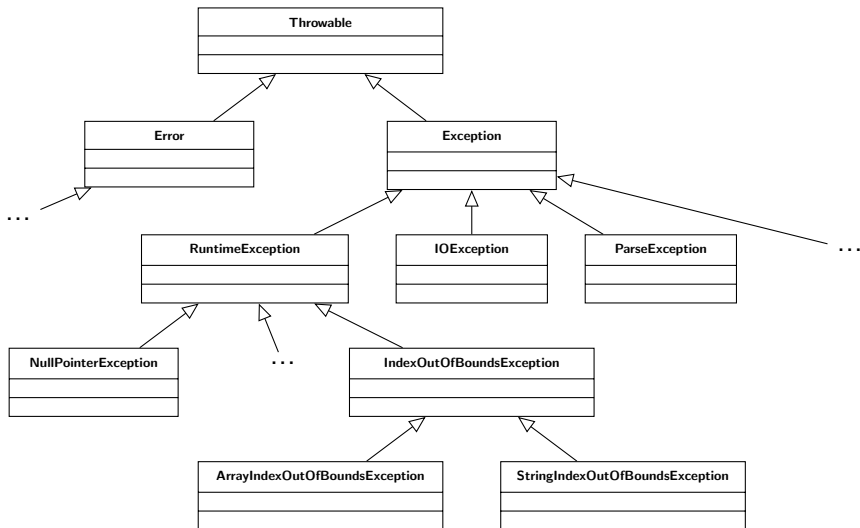 Throwable
Error
Exception
...
RuntimeException
IOException
ParseException
...
NullPointerException
...
IndexOutOfBoundsException
ArrayIndexOutOfBoundsException
StringIndexOutOfBoundsException